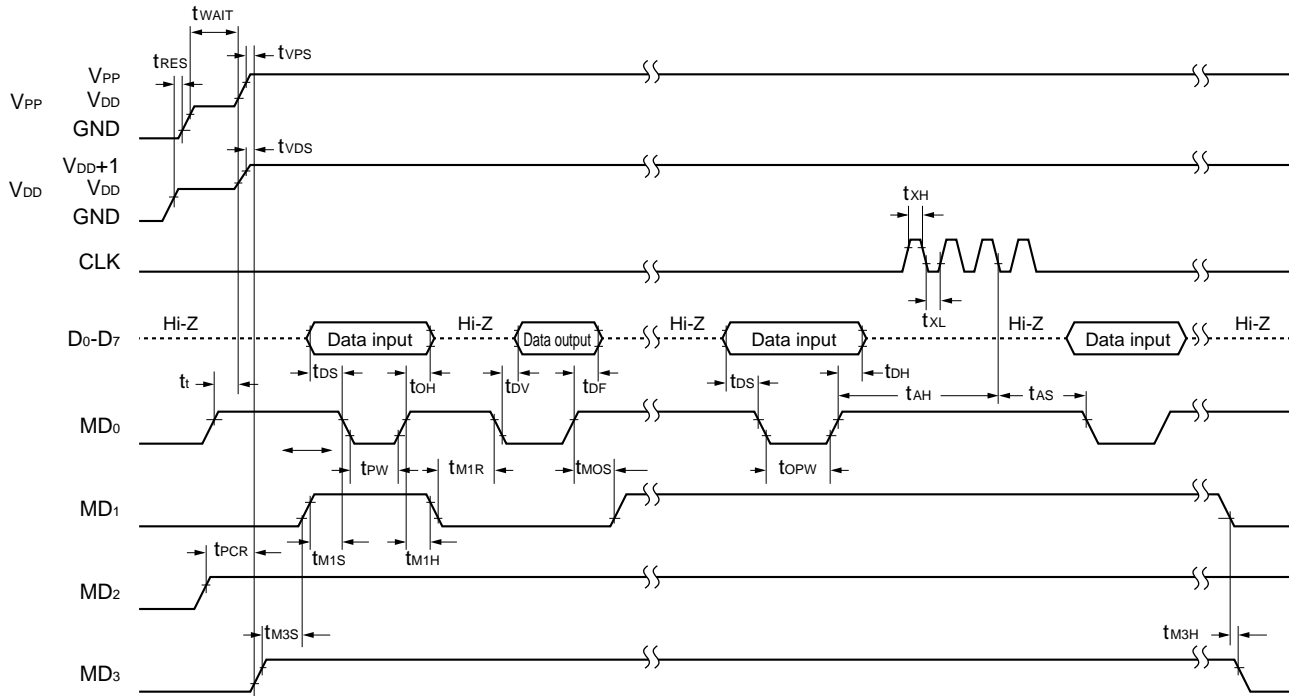 tWAIT
tVPS
tRES
VPP
VPP
VDD
GND
tVDS
VDD+1
VDD
VDD
GND
tXH
CLK
tXL
D0-D7
Hi-Z
Data input
Hi-Z
Data output
Hi-Z
Data input
Hi-Z
Data input
Hi-Z
tt
tDS
tOH
tDV
tDF
tDS
tDH
tAH
tAS
MD0
tPW
tM1R
tMOS
tOPW
MD1
tPCR
tM1S
tM1H
MD2
tM3S
tM3H
MD3